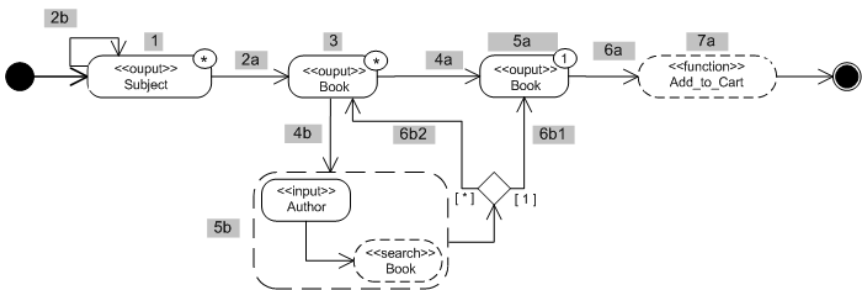 2b
1
3
5a
7a
2a
4a
6a
<<ouput>>
Subject
*
<<ouput>>
Book
*
<<ouput>>
Book
1
<<function>>
Add_to_Cart
4b
6b2
6b1
<<input>>
Author
[ * ]
[ 1 ]
5b
<<search>>
Book